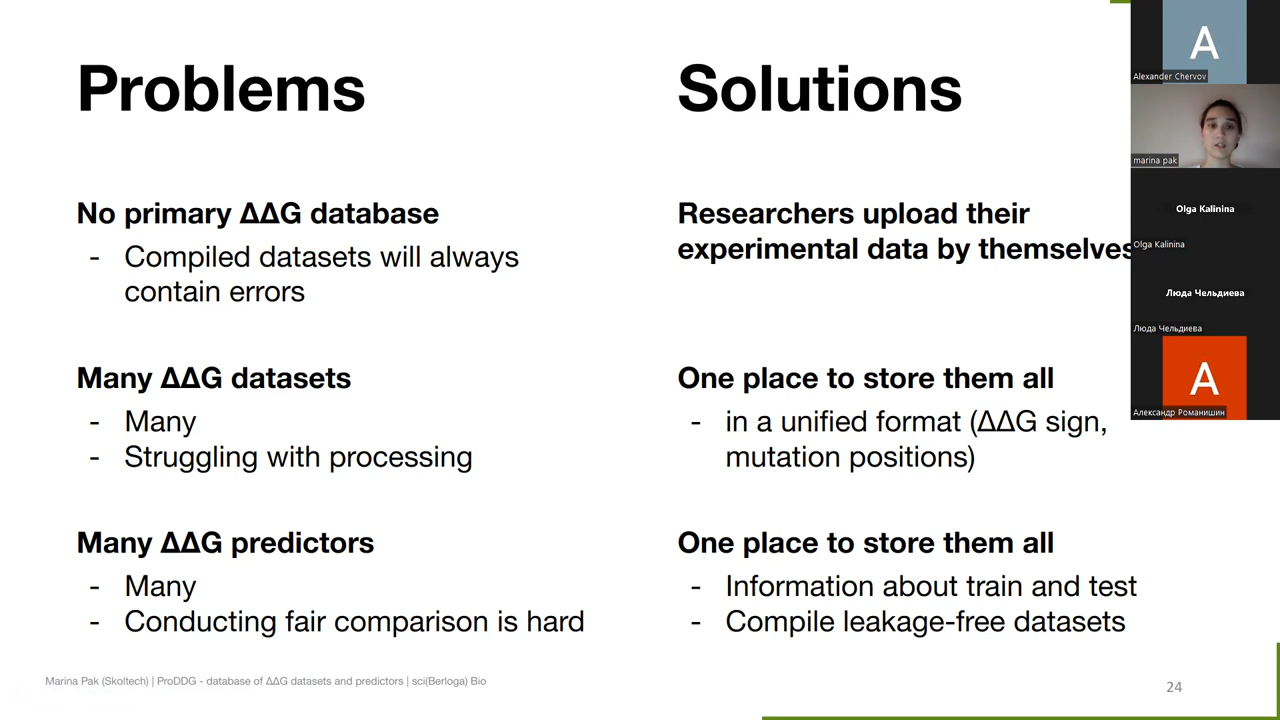 Problems
No primary ΔΔG database
- Compiled datasets will always
contain errors
Many ΔΔG datasets
- Many
- Struggling with processing
Many ΔΔG predictors
- Many
- Conducting fair comparison is hard
Solutions
Researchers upload their
experimental data by themselves
One place to store them all
- in a unified format (ΔΔG sign,
mutation positions)
One place to store them all
- Information about train and test
- Compile leakage-free datasets
Marina Pak (Skoltech) | ProDDG - database of ΔΔG datasets and predictors | sci(Berloga) Bio
24
A
Alexander Chervov
marina pak
Olga Kalinina
Olga Kalinina
Люда Чельдиева
Люда Чельдиева
А
Александр Романишин